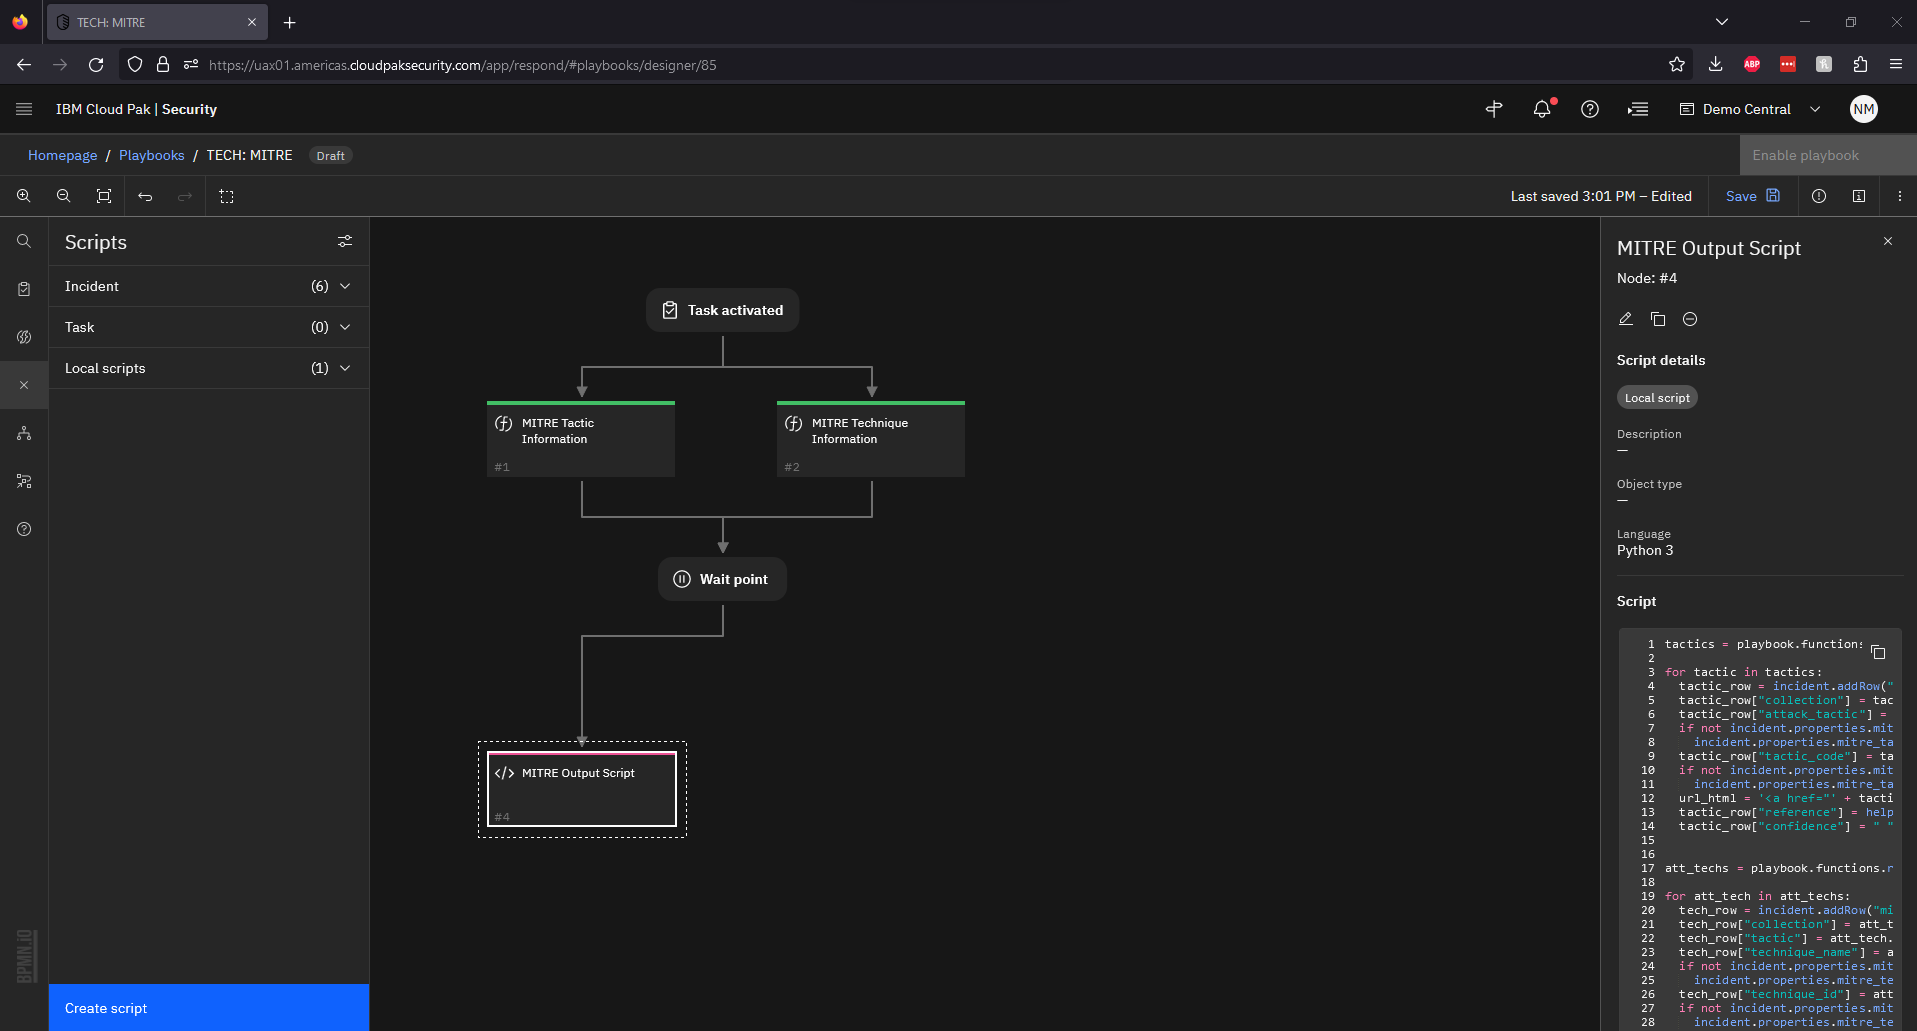 TECH: MITRE
https://uax01.americas.cloudpaksecurity.com/app/respond/#playbooks/designer/85
ABP
IBM Cloud Pak | Security
Demo Central
NM
Homepage / Playbooks / TECH: MITRE Draft
Enable playbook
Last saved 3:01 PM – Edited
Save
Scripts
Incident (6)
Task (0)
Local scripts (1)
Create script
BPMN.iO
Task activated
MITRE Tactic
Information
#1
MITRE Technique
Information
#2
Wait point
MITRE Output Script
#4
MITRE Output Script
Node: #4
Script details
Local script
Description
—
Object type
—
Language
Python 3
Script
1 tactics = playbook.functions
2
3 for tactic in tactics:
4 tactic_row = incident.addRow("
5 tactic_row["collection"] = tac
6 tactic_row["attack_tactic"] =
7 if not incident.properties.mit
8 incident.properties.mitre_ta
9 tactic_row["tactic_code"] = ta
10 if not incident.properties.mit
11 incident.properties.mitre_ta
12 url_html = '<a href="' + tacti
13 tactic_row["reference"] = help
14 tactic_row["confidence"] = " "
15
16
17 att_techs = playbook.functions.r
18
19 for att_tech in att_techs:
20 tech_row = incident.addRow("mi
21 tech_row["collection"] = att_t
22 tech_row["tactic"] = att_tech.
23 tech_row["technique_name"] = a
24 if not incident.properties.mit
25 incident.properties.mitre_te
26 tech_row["technique_id"] = att
27 if not incident.properties.mit
28 incident.properties.mitre_te